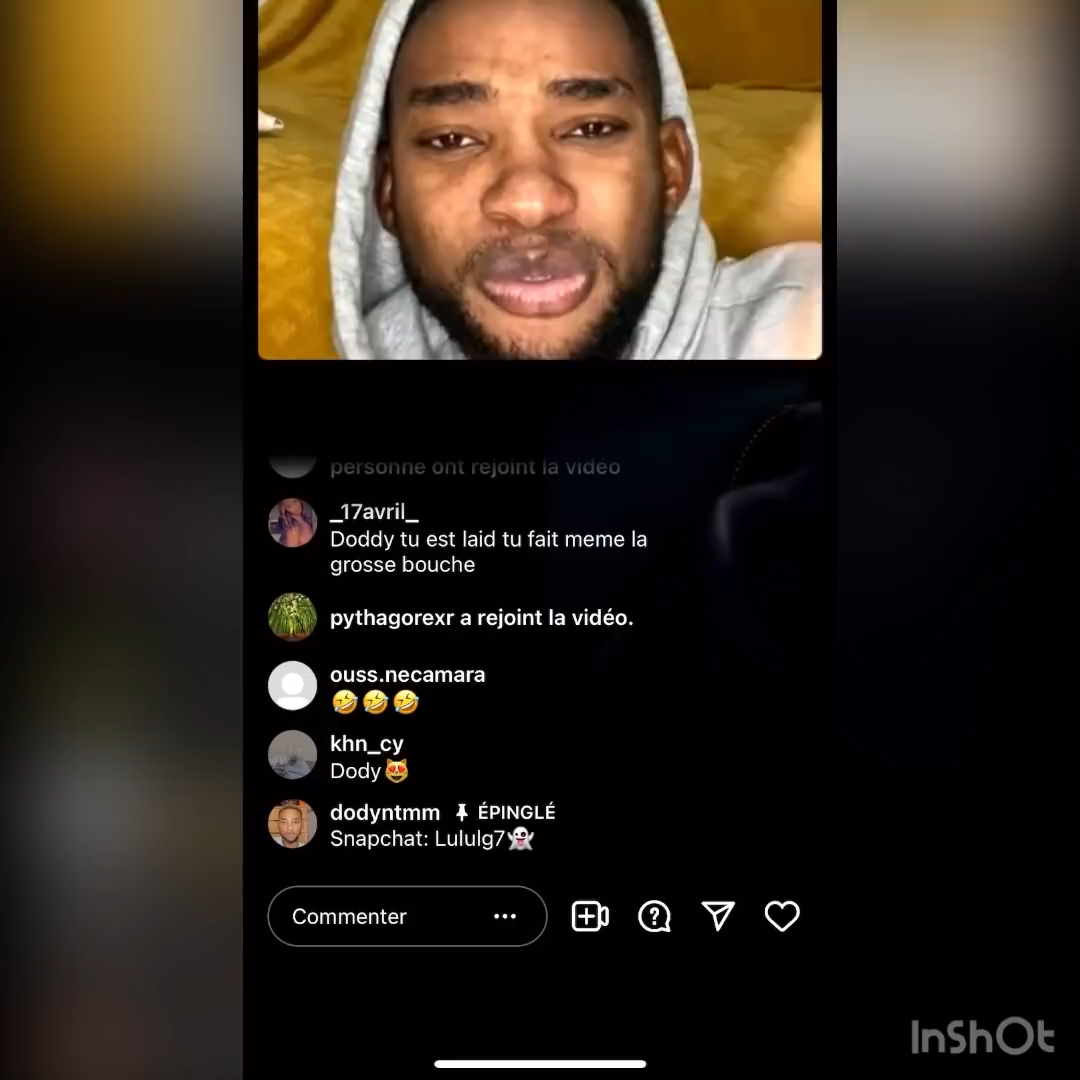 personne ont rejoint la vidéo
_17avril_
Doddy tu est laid tu fait meme la
grosse bouche
pythagorexr a rejoint la vidéo.
ouss.necamara
🤣🤣🤣
khn_cy
Dody😻
dodyntmm ÉPINGLÉ
Snapchat: Lululg7👻
Commenter ...
InShOt